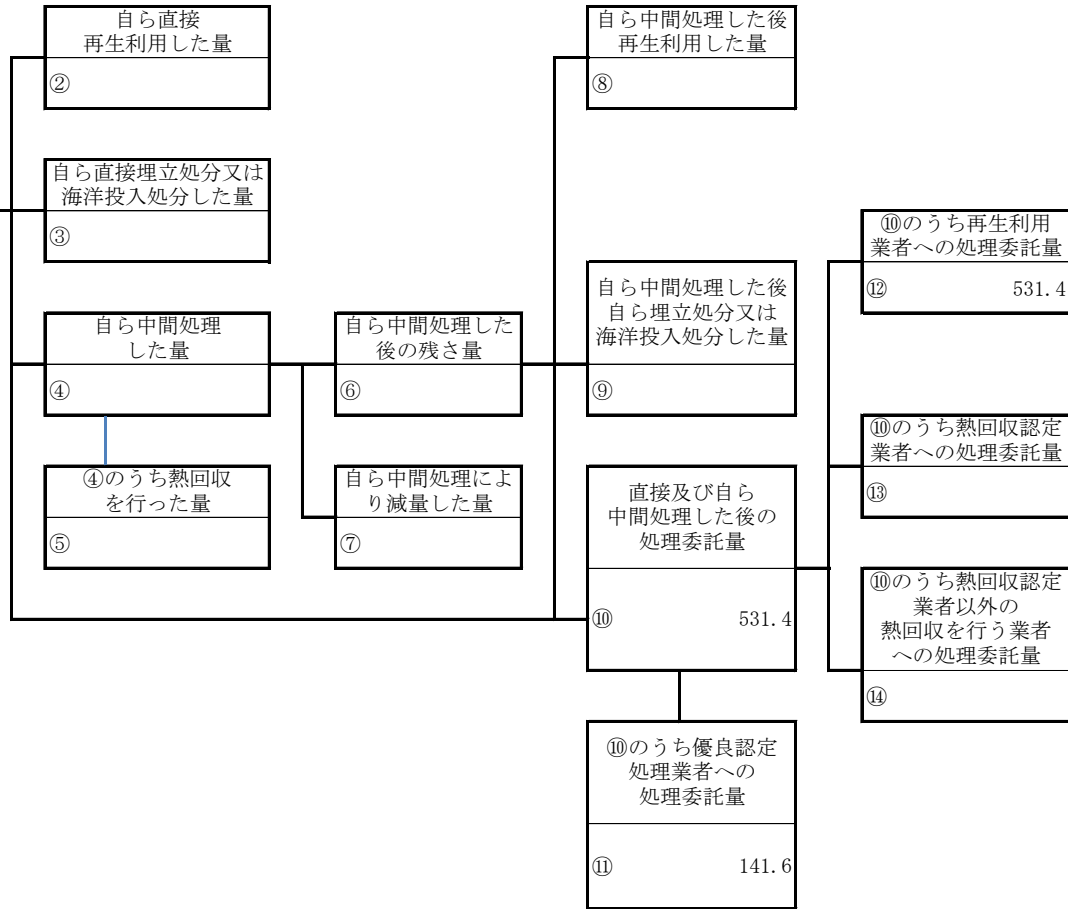 自ら直接
再生利用した量
②
自ら中間処理した後
再生利用した量
⑧
自ら直接埋立処分又は
海洋投入処分した量
③
⑩のうち再生利用
業者への処理委託量
⑫ 531.4
自ら中間処理
した量
④
自ら中間処理した
後の残さ量
⑥
自ら中間処理した後
自ら埋立処分又は
海洋投入処分した量
⑨
⑩のうち熱回収認定
業者への処理委託量
⑬
④のうち熱回収
を行った量
⑤
自ら中間処理によ
り減量した量
⑦
直接及び自ら
中間処理した後の
処理委託量
⑩ 531.4
⑩のうち熱回収認定
業者以外の
熱回収を行う業者
への処理委託量
⑭
⑩のうち優良認定
処理業者への
処理委託量
⑪ 141.6